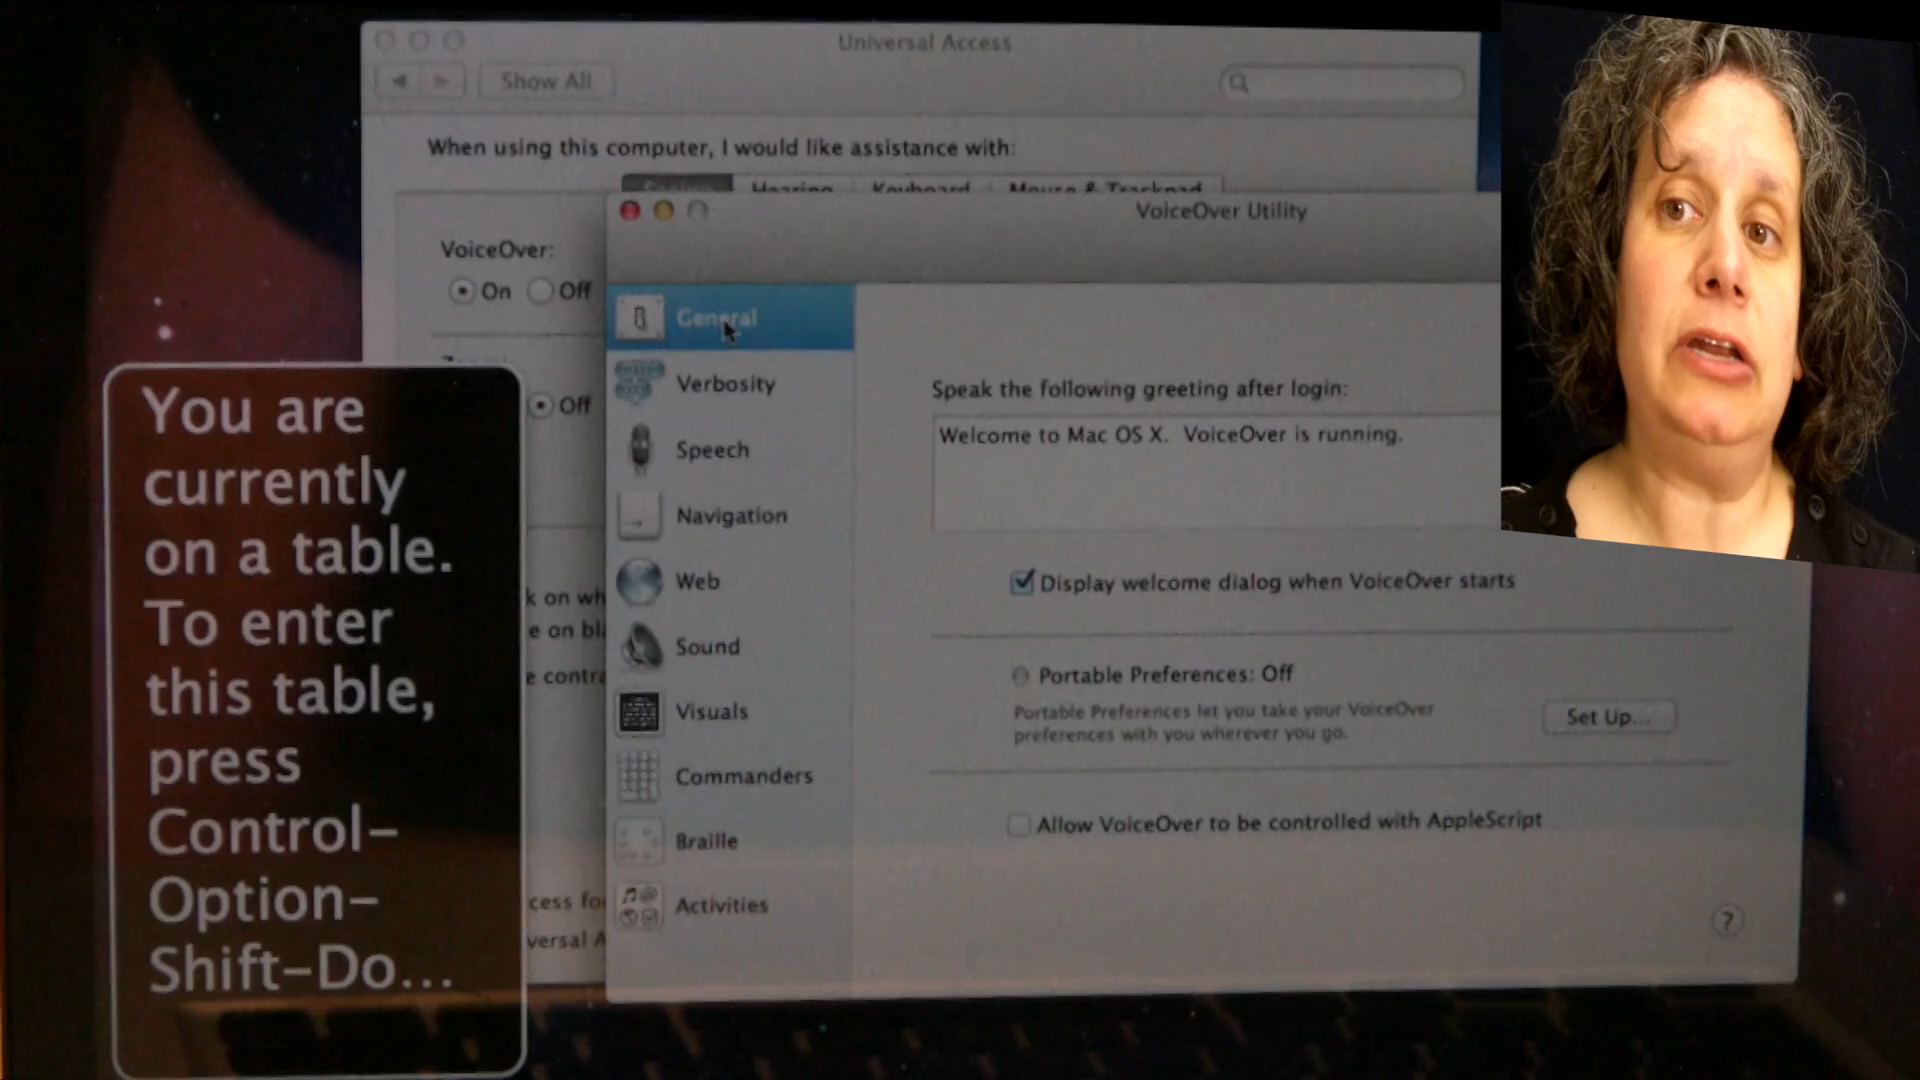 Universal Access
Show All
When using this computer, I would like assistance with:
Hearing Keyboard Mouse & Trackpad
VoiceOver:
On Off
Off
VoiceOver Utility
General
Verbosity
Speech
Navigation
Web
Sound
Visuals
Commanders
Braille
Activities
Speak the following greeting after login:
Welcome to Mac OS X. VoiceOver is running.
Display welcome dialog when VoiceOver starts
Portable Preferences: Off
Portable Preferences let you take your VoiceOver
preferences with you wherever you go.
Set Up...
Allow VoiceOver to be controlled with AppleScript
?
You are
currently
on a table.
To enter
this table,
press
Control-
Option-
Shift-Do...